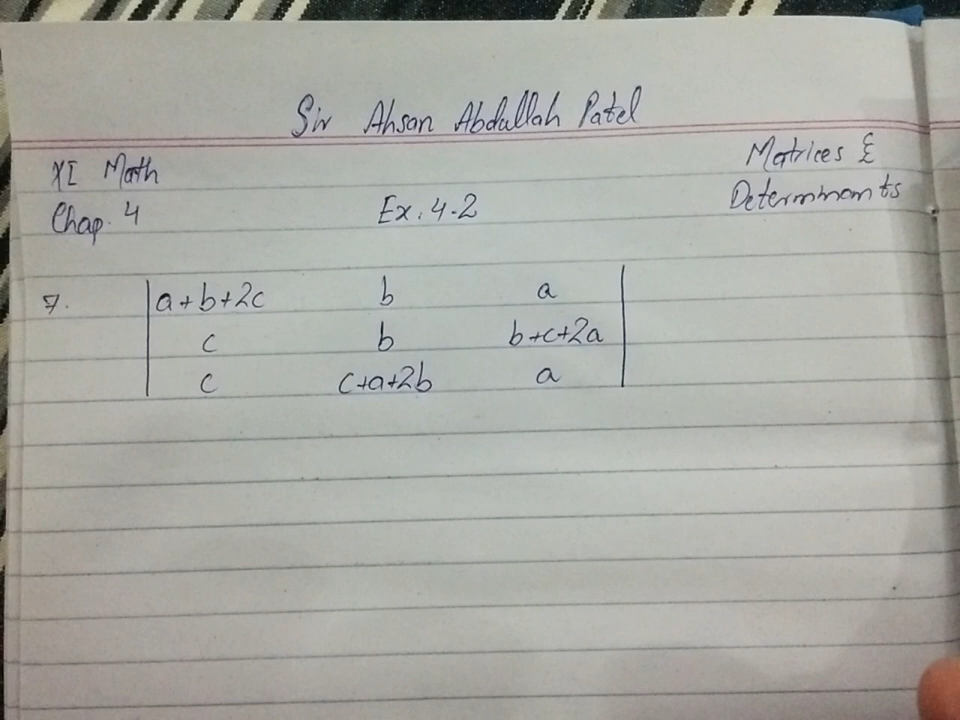 Sir Ahsan Abdullah Patel
XI Math
Matrices &
Chap. 4
Ex. 4.2
Determinants
7. | a+b+2c b a |
| c b b+c+2a |
| c c+a+2b a |